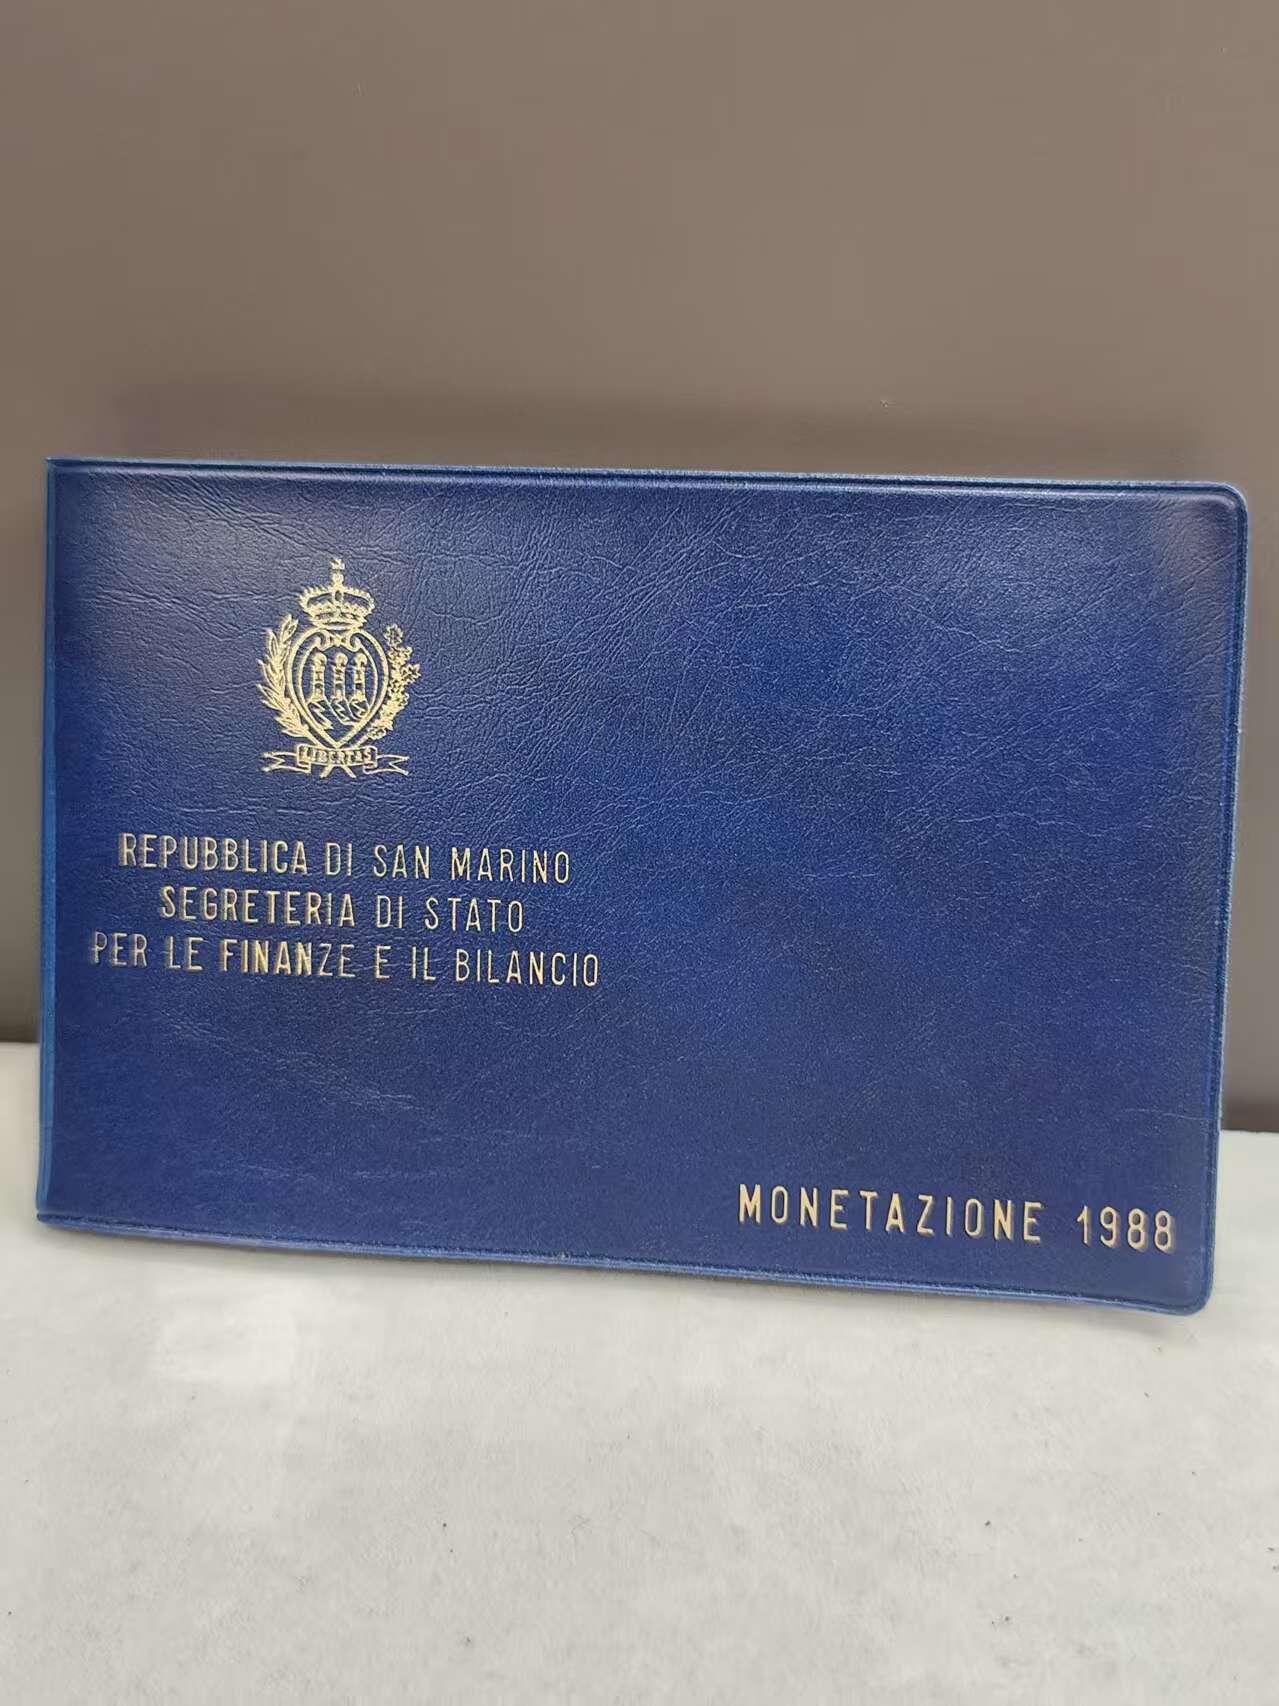 LIBERTAS
REPUBBLICA DI SAN MARINO
SEGRETERIA DI STATO
PER LE FINANZE E IL BILANCIO
MONETAZIONE 1988